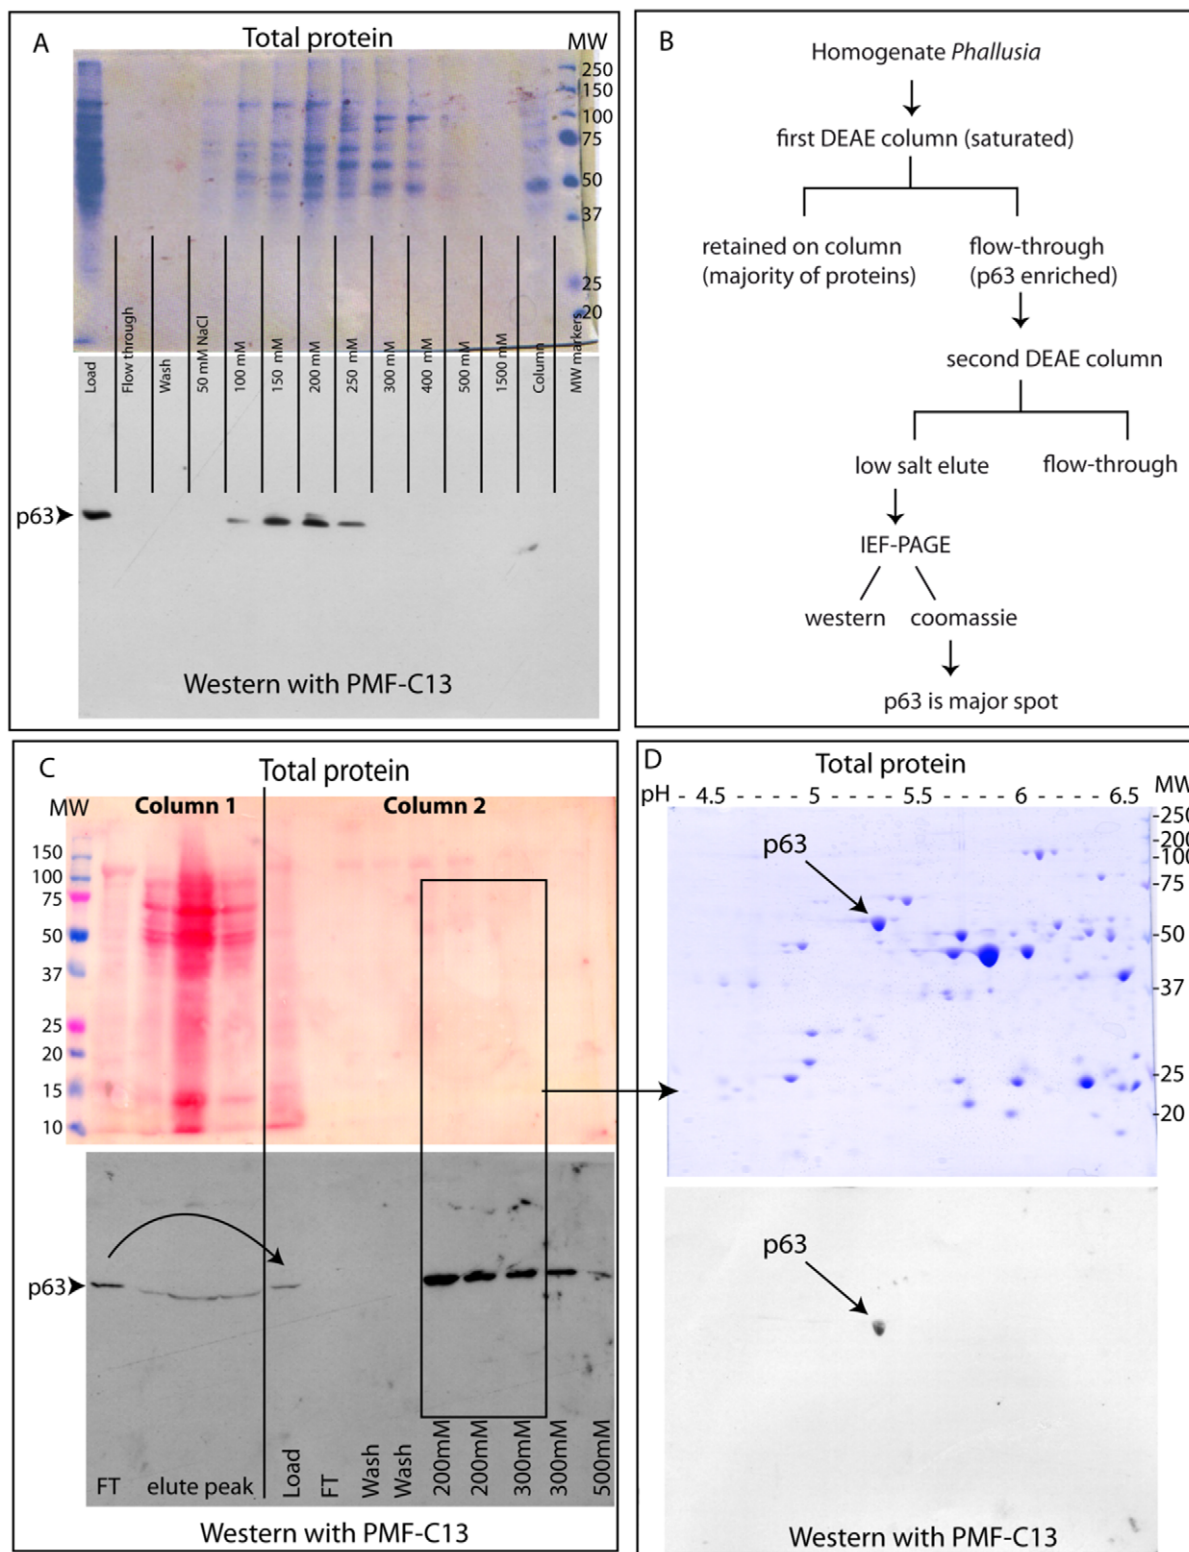 A
Total protein
MW
250
150
100
75
50
37
25
20
Load
Flow through
Wash
50 mM NaCl
100 mM
150 mM
200 mM
250 mM
300 mM
400 mM
500 mM
1500 mM
Column
MW markers
p63
Western with PMF-C13
B
Homogenate Phallusia
first DEAE column (saturated)
retained on column
(majority of proteins)
flow-through
(p63 enriched)
second DEAE column
low salt elute
flow-through
IEF-PAGE
western
coomassie
p63 is major spot
C
Total protein
MW
Column 1
Column 2
150
100
75
50
37
25
20
15
10
p63
FT
elute peak
Load
FT
Wash
Wash
200mM
200mM
300mM
300mM
500mM
Western with PMF-C13
D
Total protein
pH - 4.5 - - - - 5 - - - - 5.5 - - - - 6 - - - - 6.5
MW
-250
-200
-100
-75
-50
-37
-25
-20
p63
p63
Western with PMF-C13